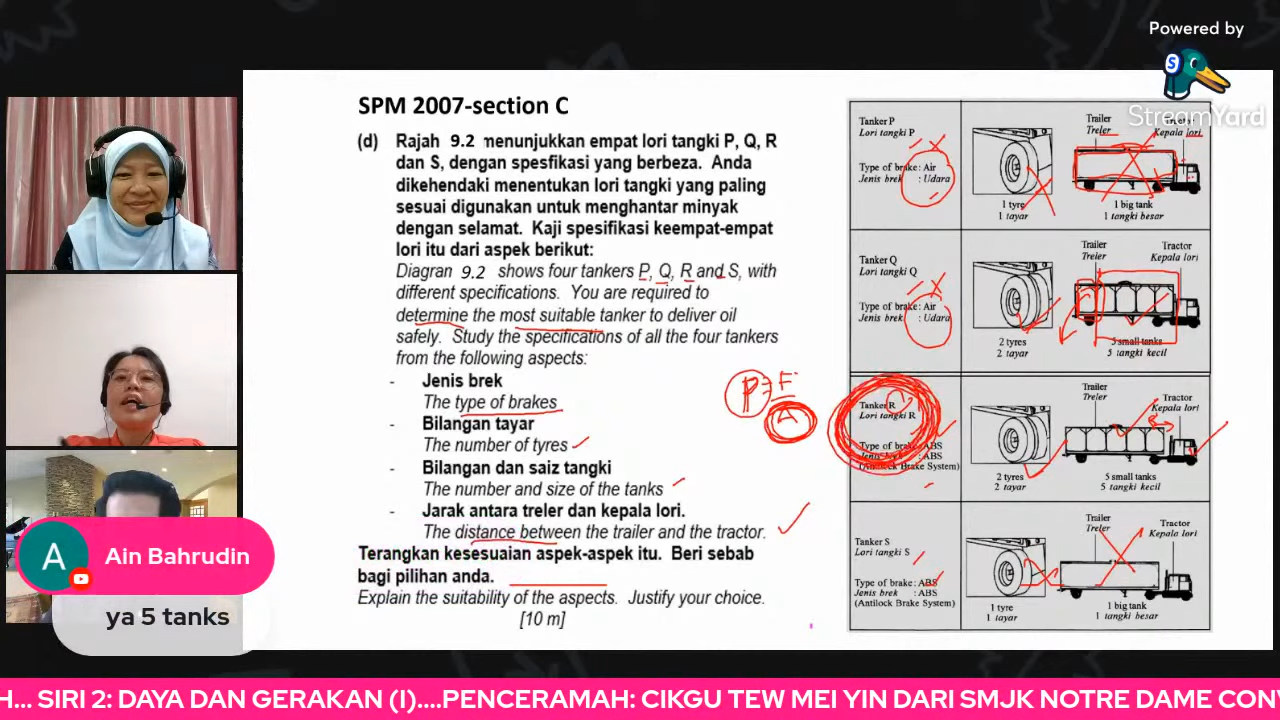 Powered by
StreamYard
SPM 2007-section C
(d) Rajah 9.2 menunjukkan empat lori tangki P, Q, R
dan S, dengan spesfikasi yang berbeza. Anda
dikehendaki menentukan lori tangki yang paling
sesuai digunakan untuk menghantar minyak
dengan selamat. Kaji spesifikasi keempat-empat
lori itu dari aspek berikut:
Diagran 9.2 shows four tankers P, Q, R and S, with
different specifications. You are required to
determine the most suitable tanker to deliver oil
safely. Study the specifications of all the four tankers
from the following aspects:
- Jenis brek
The type of brakes
- Bilangan tayar
The number of tyres
- Bilangan dan saiz tangki
The number and size of the tanks
- Jarak antara treler dan kepala lori.
The distance between the trailer and the tractor.
Terangkan kesesuaian aspek-aspek itu. Beri sebab
bagi pilihan anda.
Explain the suitability of the aspects. Justify your choice.
[10 m]
P = F
A
Tanker P
Lori tangki P
Type of brake: Air
Jenis brek : Udara
1 tyre
1 tayar
Trailer
Treler
Kepala lori
1 big tank
1 tangki besar
Tanker Q
Lori tangki Q
Type of brake: Air
Jenis brek : Udara
2 tyres
2 tayar
Trailer
Treler
Tractor
Kepala lori
5 small tanks
5 tangki kecil
Tanker R
Lori tangki R
Type of brake: ABS
Jenis brek : ABS
(Antilock Brake System)
2 tyres
2 tayar
Trailer
Treler
Tractor
Kepala lori
5 small tanks
5 tangki kecil
Tanker S
Lori tangki S
Type of brake: ABS
Jenis brek : ABS
(Antilock Brake System)
1 tyre
1 tayar
Trailer
Treler
Tractor
Kepala lori
1 big tank
1 tangki besar
A
Ain Bahrudin
ya 5 tanks
H... SIRI 2: DAYA DAN GERAKAN (I)....PENCERAMAH: CIKGU TEW MEI YIN DARI SMJK NOTRE DAME CON